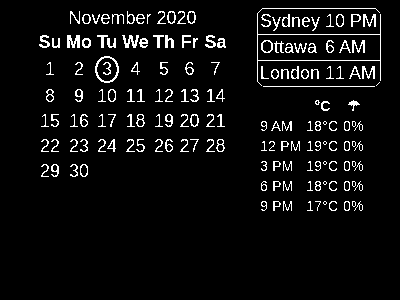 November 2020
Su Mo Tu We Th Fr Sa
1 2 3 4 5 6 7
8 9 10 11 12 13 14
15 16 17 18 19 20 21
22 23 24 25 26 27 28
29 30
Sydney 10 PM
Ottawa 6 AM
London 11 AM
°C
9 AM 18°C 0%
12 PM 19°C 0%
3 PM 19°C 0%
6 PM 18°C 0%
9 PM 17°C 0%